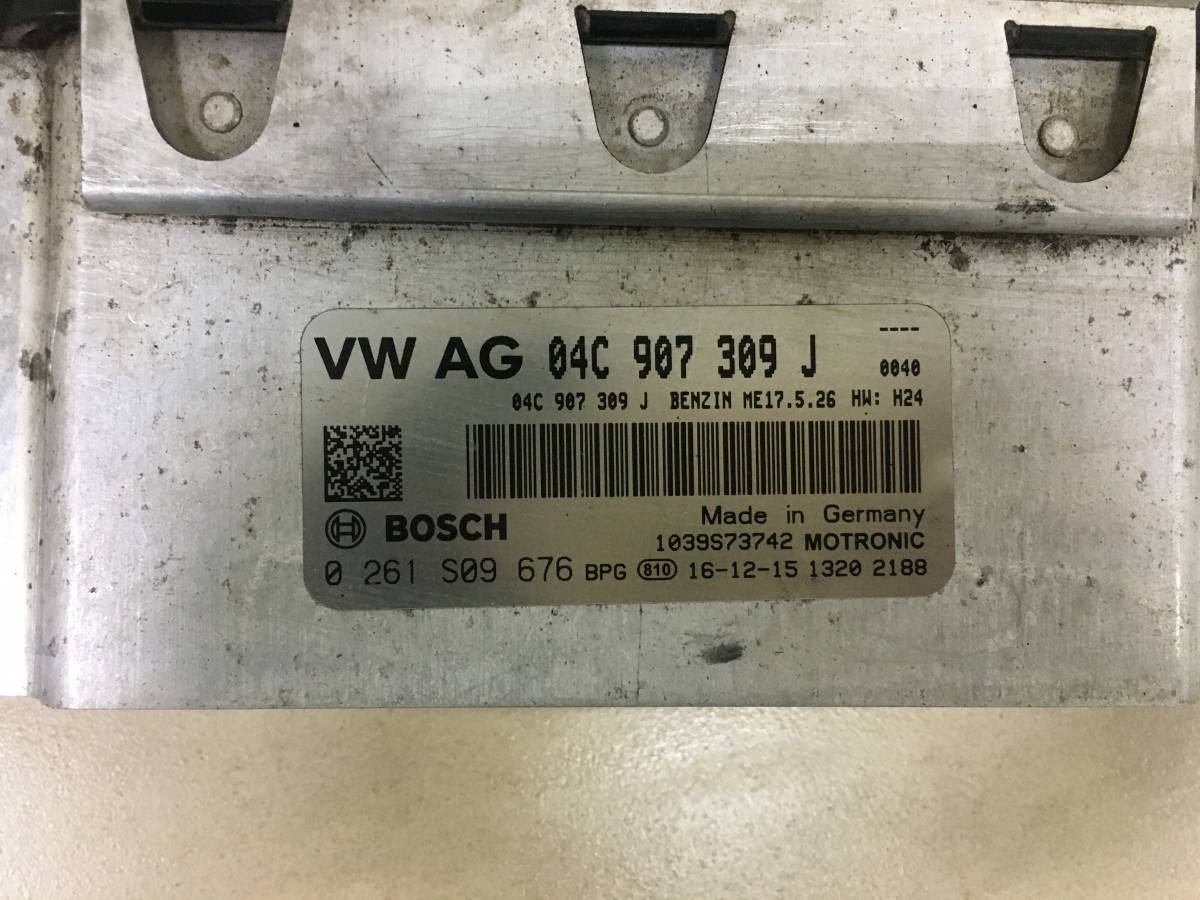 ----
VW AG 04C 907 309 J 0040
04C 907 309 J BENZIN ME17.5.26 HW: H24
BOSCH
Made in Germany
1039S73742 MOTRONIC
0 261 S09 676 BPG 810 16-12-15 1320 2188